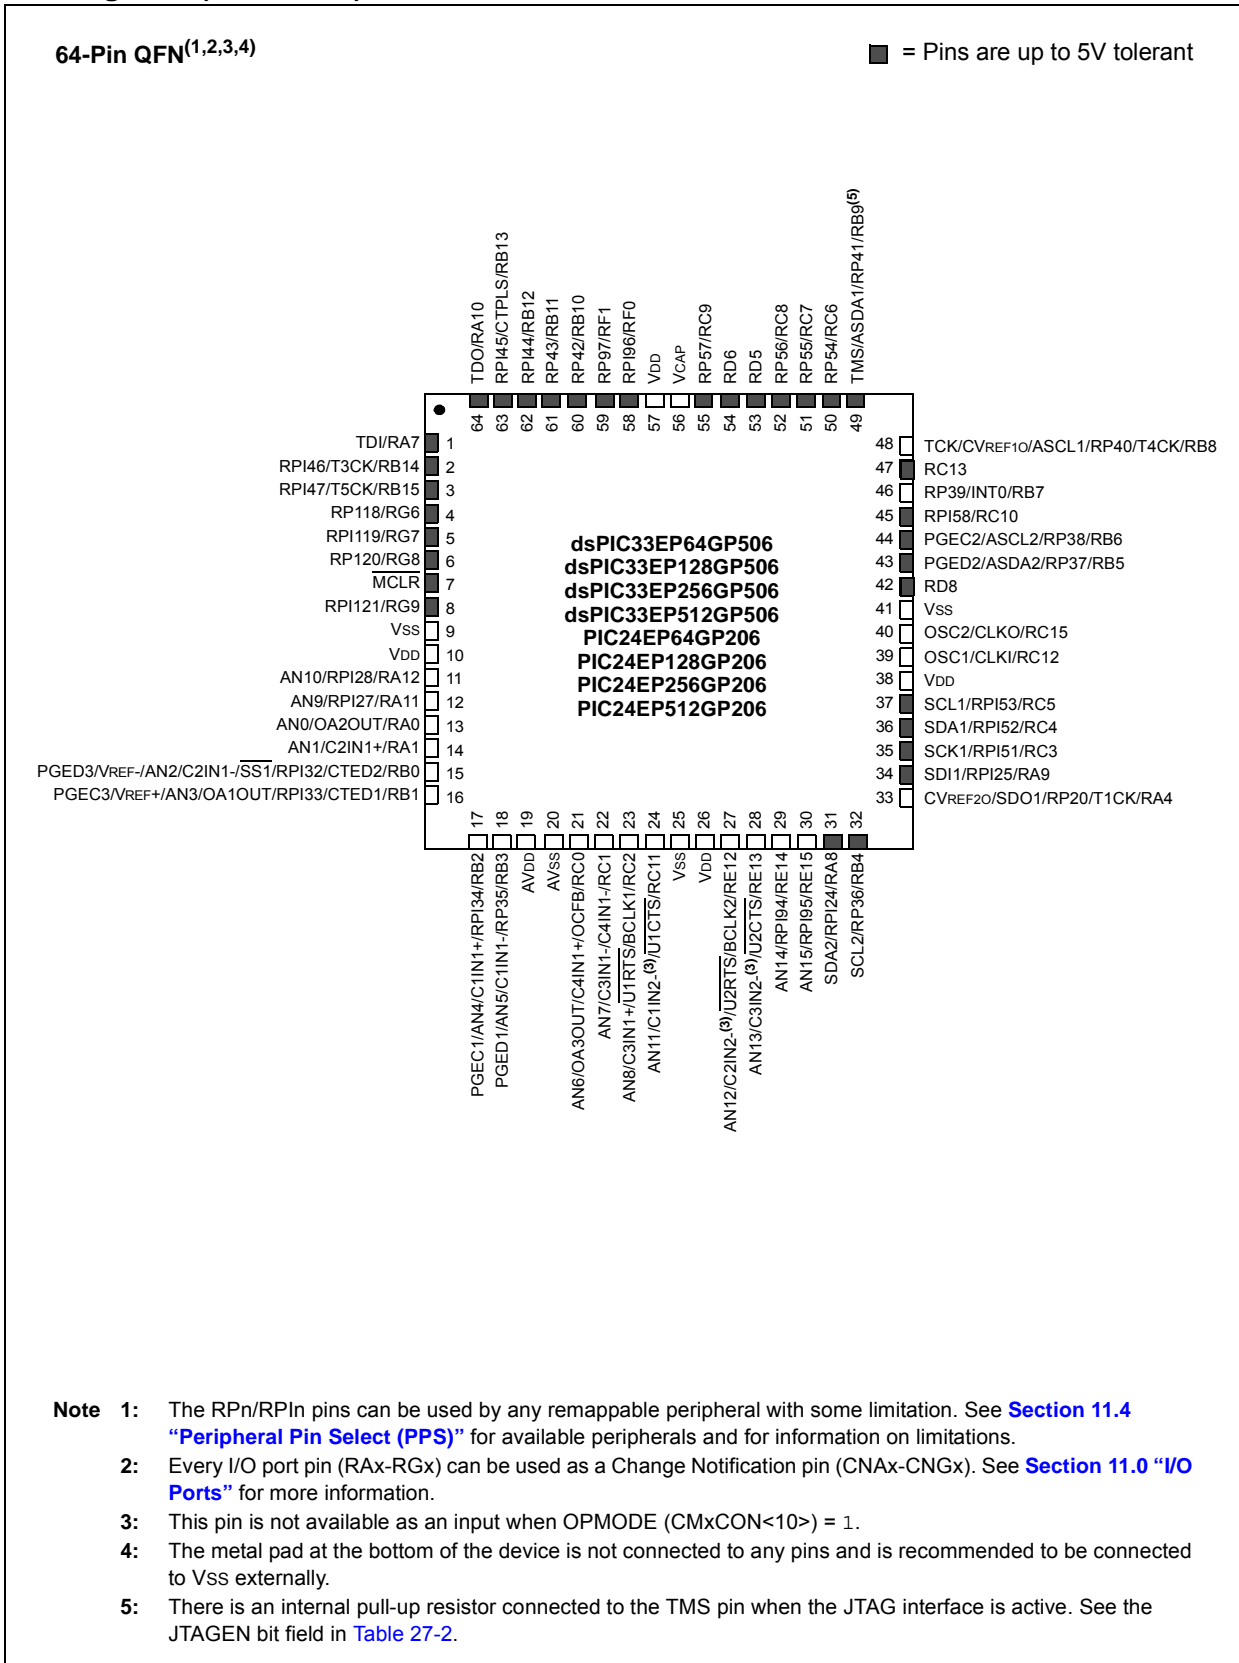 64-Pin QFN(1,2,3,4)
= Pins are up to 5V tolerant
TDO/RA10
RPI45/CTPLS/RB13
RPI44/RB12
RP43/RB11
RP42/RB10
RP97/RF1
RPI96/RF0
VDD
VCAP
RP57/RC9
RD6
RD5
RP56/RC8
RP55/RC7
RP54/RC6
TMS/ASDA1/RP41/RB9(5)
64 63 62 61 60 59 58 57 56 55 54 53 52 51 50 49
TDI/RA7 1
RPI46/T3CK/RB14 2
RPI47/T5CK/RB15 3
RP118/RG6 4
RPI119/RG7 5
RP120/RG8 6
MCLR 7
RPI121/RG9 8
VSS 9
VDD 10
AN10/RPI28/RA12 11
AN9/RPI27/RA11 12
AN0/OA2OUT/RA0 13
AN1/C2IN1+/RA1 14
PGED3/VREF-/AN2/C2IN1-/SS1/RPI32/CTED2/RB0 15
PGEC3/VREF+/AN3/OA1OUT/RPI33/CTED1/RB1 16
dsPIC33EP64GP506
dsPIC33EP128GP506
dsPIC33EP256GP506
dsPIC33EP512GP506
PIC24EP64GP206
PIC24EP128GP206
PIC24EP256GP206
PIC24EP512GP206
48 TCK/CVREF1O/ASCL1/RP40/T4CK/RB8
47 RC13
46 RP39/INT0/RB7
45 RPI58/RC10
44 PGEC2/ASCL2/RP38/RB6
43 PGED2/ASDA2/RP37/RB5
42 RD8
41 VSS
40 OSC2/CLKO/RC15
39 OSC1/CLKI/RC12
38 VDD
37 SCL1/RPI53/RC5
36 SDA1/RPI52/RC4
35 SCK1/RPI51/RC3
34 SDI1/RPI25/RA9
33 CVREF2O/SDO1/RP20/T1CK/RA4
17 18 19 20 21 22 23 24 25 26 27 28 29 30 31 32
PGEC1/AN4/C1IN1+/RPI34/RB2
PGED1/AN5/C1IN1-/RP35/RB3
AVDD
AVSS
AN6/OA3OUT/C4IN1+/OCFB/RC0
AN7/C3IN1-/C4IN1-/RC1
AN8/C3IN1+/U1RTS/BCLK1/RC2
AN11/C1IN2-(3)/U1CTS/RC11
VSS
VDD
AN12/C2IN2-(3)/U2RTS/BCLK2/RE12
AN13/C3IN2-(3)/U2CTS/RE13
AN14/RPI94/RE14
AN15/RPI95/RE15
SDA2/RPI24/RA8
SCL2/RP36/RB4
Note 1: The RPn/RPIn pins can be used by any remappable peripheral with some limitation. See Section 11.4
“Peripheral Pin Select (PPS)” for available peripherals and for information on limitations.
2: Every I/O port pin (RAx-RGx) can be used as a Change Notification pin (CNAx-CNGx). See Section 11.0 “I/O
Ports” for more information.
3: This pin is not available as an input when OPMODE (CMxCON<10>) = 1.
4: The metal pad at the bottom of the device is not connected to any pins and is recommended to be connected
to VSS externally.
5: There is an internal pull-up resistor connected to the TMS pin when the JTAG interface is active. See the
JTAGEN bit field in Table 27-2.